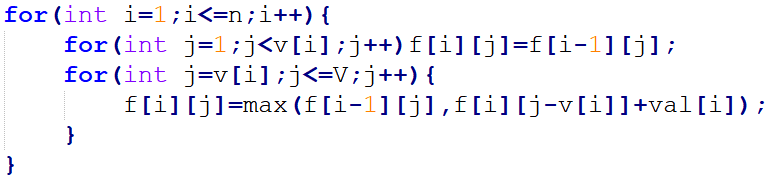 for(int i=1;i<=n;i++){
    for(int j=1;j<v[i];j++)f[i][j]=f[i-1][j];
    for(int j=v[i];j<=V;j++){
        f[i][j]=max(f[i-1][j],f[i][j-v[i]]+val[i]);
    }
}